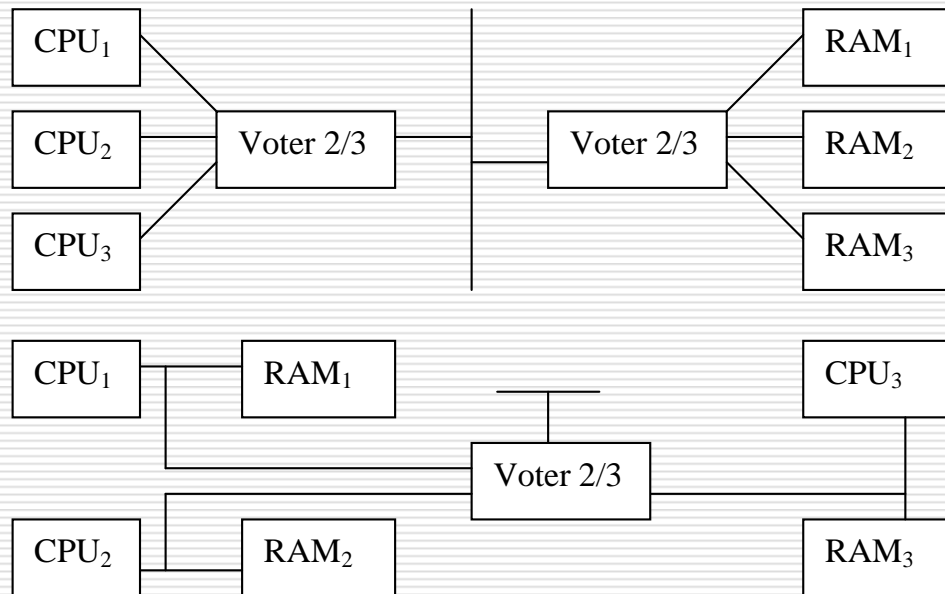 CPU₁
RAM₁
CPU₂
Voter 2/3
Voter 2/3
RAM₂
CPU₃
RAM₃
CPU₁
RAM₁
CPU₃
Voter 2/3
CPU₂
RAM₂
RAM₃